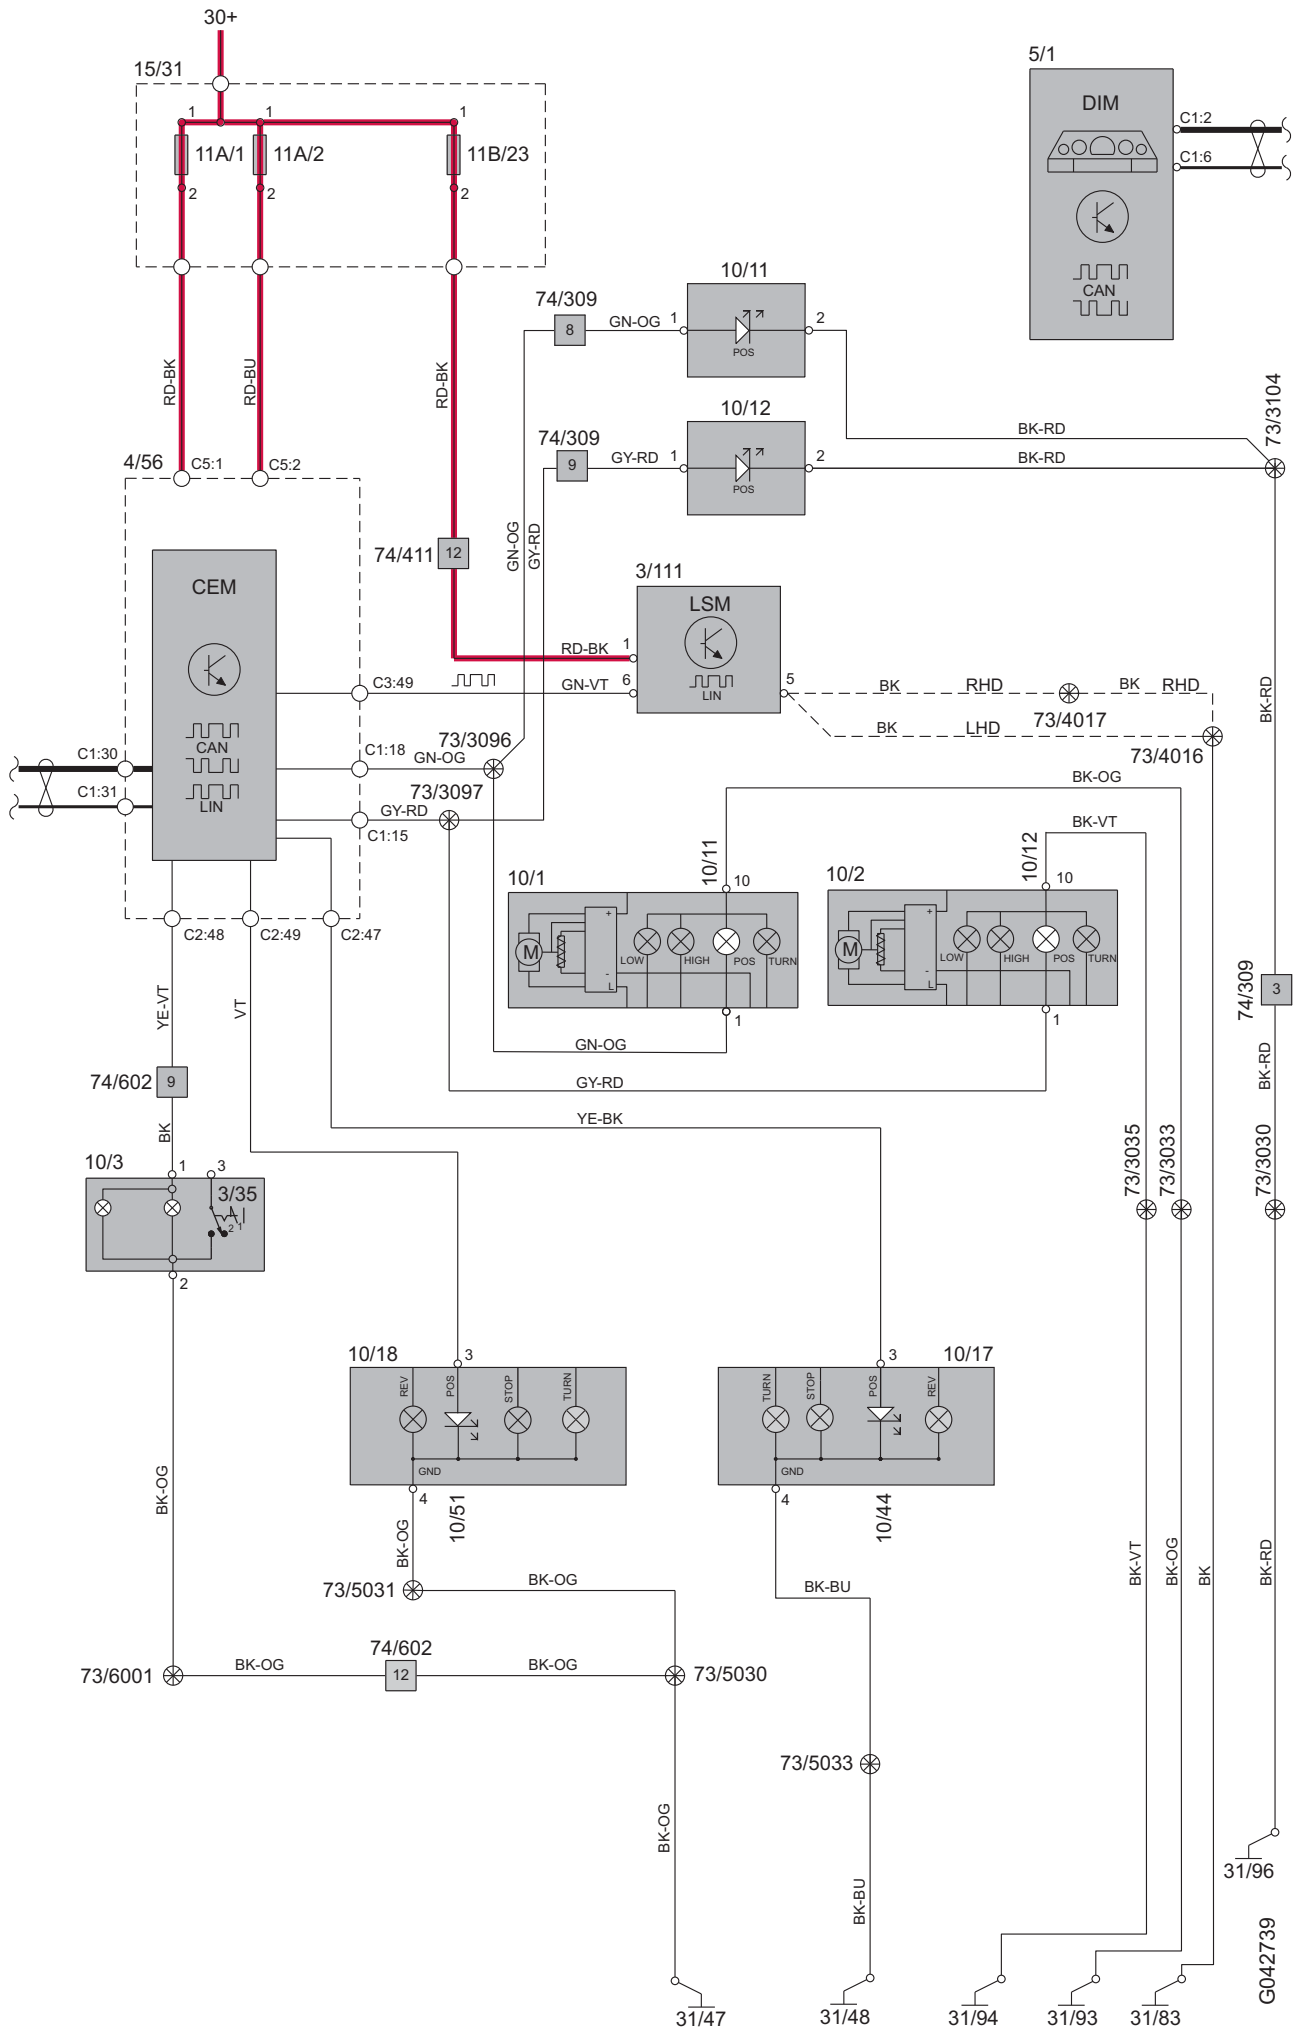 30+
15/31
5/1
DIM
C1:2
C1:6
CAN
1
1
1
11A/1
11A/2
11B/23
2
2
2
10/11
74/309
8
GN-OG
1
2
POS
RD-BK
RD-BU
RD-BK
10/12
74/309
9
GY-RD
1
2
POS
BK-RD
BK-RD
73/3104
4/56
C5:1
C5:2
GN-OG
GY-RD
74/411
12
CEM
3/111
LSM
LIN
RD-BK
1
C3:49
GN-VT
6
5
BK
RHD
BK
RHD
73/4017
BK
LHD
73/4016
BK-RD
CAN
LIN
C1:30
C1:31
C1:18
GN-OG
73/3096
GY-RD
73/3097
C1:15
BK-OG
BK-VT
10/1
10/11
10
M
+
-
L
LOW
HIGH
POS
TURN
1
10/2
10/12
10
M
+
-
L
LOW
HIGH
POS
TURN
1
C2:48
C2:49
C2:47
YE-VT
VT
GN-OG
GY-RD
YE-BK
74/309
3
BK-RD
74/602
9
BK
10/3
1
3
3/35
2
1
2
73/3035
73/3033
73/3030
10/18
3
REV
POS
STOP
TURN
GND
4
10/51
3
10/17
TURN
STOP
POS
REV
GND
4
10/44
BK-OG
BK-OG
73/5031
BK-OG
BK-BU
BK-VT
BK-OG
BK
BK-RD
73/6001
BK-OG
74/602
12
BK-OG
73/5030
73/5033
BK-OG
BK-BU
31/96
G042739
31/47
31/48
31/94
31/93
31/83